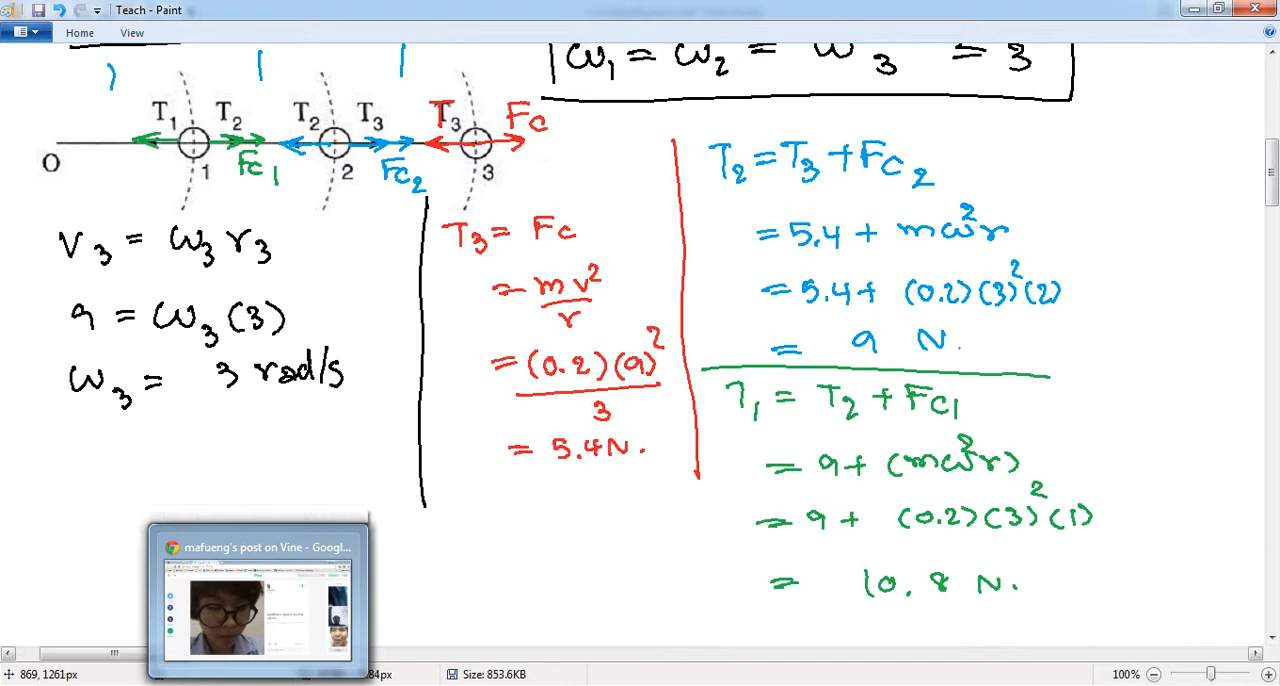 Teach - Paint
Home View
ω₁ = ω₂ = ω₃ = 3
T₁ T₂ T₂ T₃ T₃ T Fc
O 1 Fc₁ 2 Fc₂ 3
v₃ = ω₃ r₃
9 = ω₃ (3)
ω₃ = 3 rad/s
T₃ = Fc
= mv²/r
= (0.2)(9)²/3
= 5.4 N.
T₂ = T₃ + Fc₂
= 5.4 + mω²r
= 5.4 + (0.2)(3)²(2)
= 9 N.
T₁ = T₂ + Fc₁
= 9 + (mω²r)
= 9 + (0.2)(3)²(1)
= 10.8 N.
mafueng's post on Vine - Googl...
869, 1261px
84px
Size: 853.6KB
100%